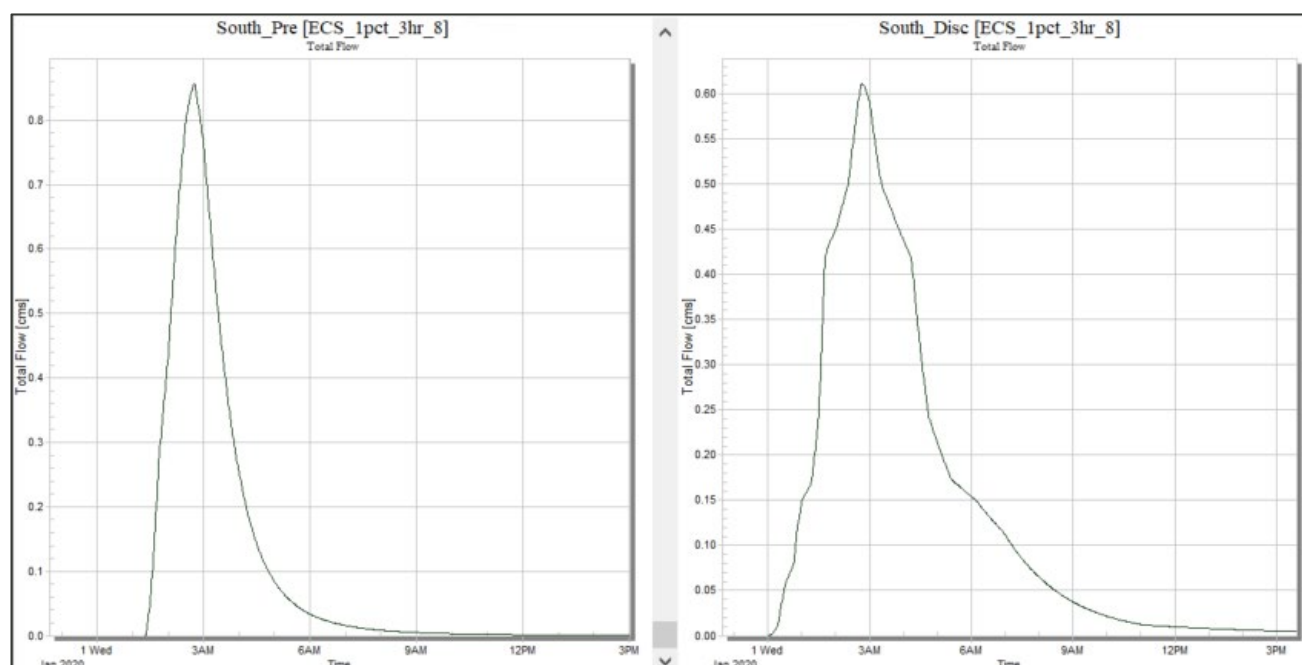 South_Pre [ECS_1pct_3hr_8]
Total Flow
Total Flow [cms]
0.8
0.7
0.6
0.5
0.4
0.3
0.2
0.1
0.0
1 Wed 3AM 6AM 9AM 12PM 3PM
Jan 2020 Time
South_Disc [ECS_1pct_3hr_8]
Total Flow
Total Flow [cms]
0.60
0.55
0.50
0.45
0.40
0.35
0.30
0.25
0.20
0.15
0.10
0.05
0.00
1 Wed 3AM 6AM 9AM 12PM 3PM
Jan 2020 Time